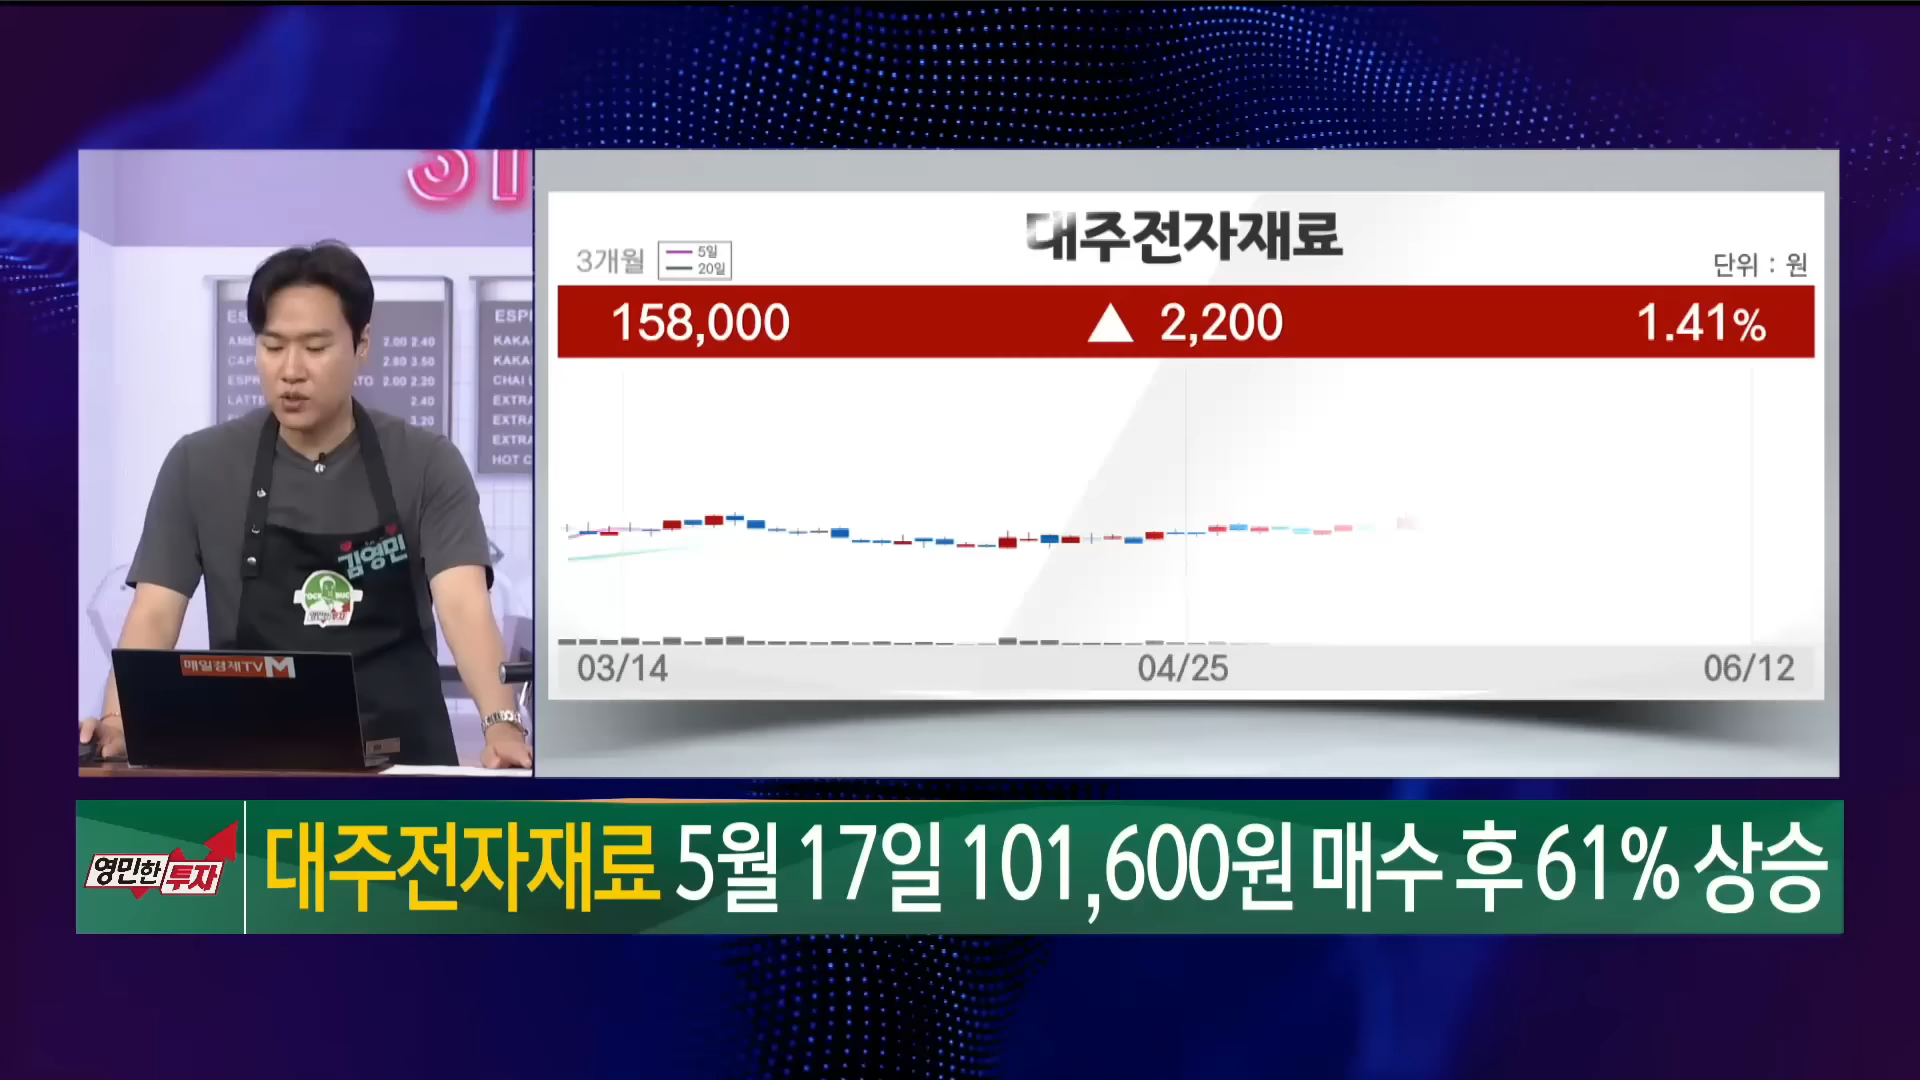 대주전자재료
3개월
5일
20일
단위 : 원
158,000 ▲ 2,200 1.41%
03/14 04/25 06/12
2.00 2.40
2.80 3.50
2.00 2.20
LATTE 2.40
3.20
KAKA
KAKA
CHAI
EXTRA
EXTRA
EXTRA
HOT
김영민
매일경제TV M
영민한
투자
대주전자재료 5월 17일 101,600원 매수 후 61% 상승